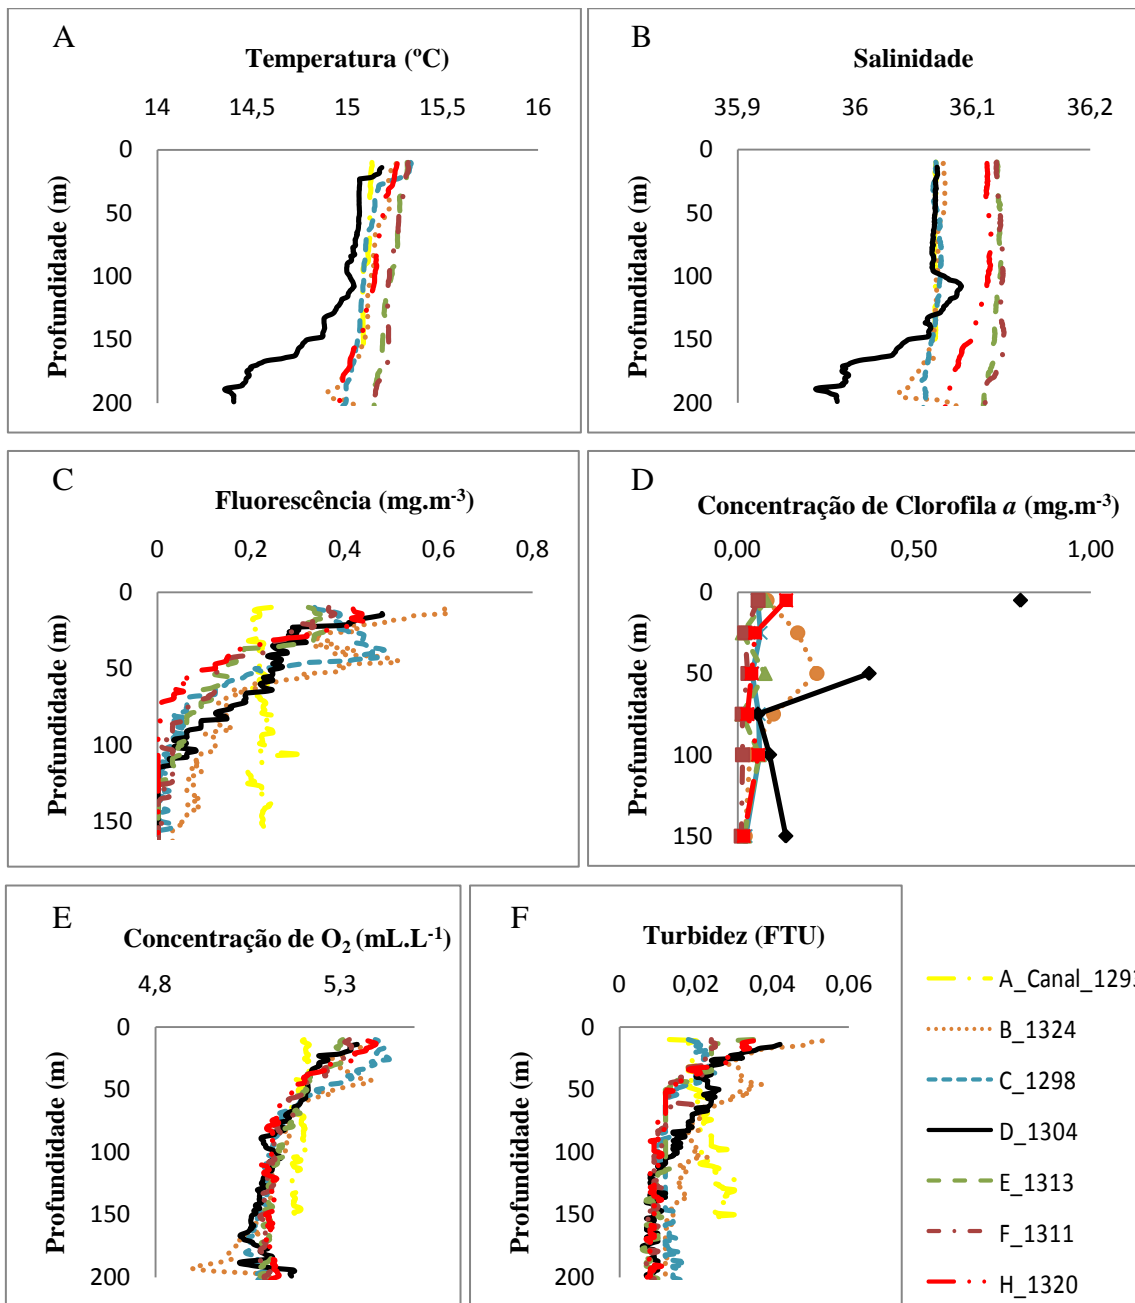 A
Temperatura (ºC)
14 14,5 15 15,5 16
0
50
100
150
200
Profundidade (m)
B
Salinidade
35,9 36 36,1 36,2
0
50
100
150
200
Profundidade (m)
C
Fluorescência (mg.m-3)
0 0,2 0,4 0,6 0,8
0
50
100
150
Profundidade (m)
D
Concentração de Clorofila a (mg.m-3)
0,00 0,50 1,00
0
50
100
150
Profundidade (m)
E
Concentração de O2 (mL.L-1)
4,8 5,3
0
50
100
150
200
Profundidade (m)
F
Turbidez (FTU)
0 0,02 0,04 0,06
0
50
100
150
200
Profundidade (m)
A_Canal_1293
B_1324
C_1298
D_1304
E_1313
F_1311
H_1320